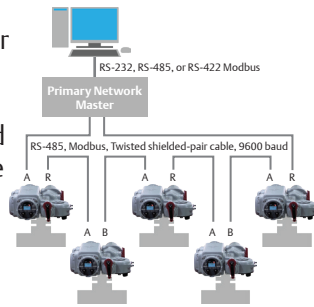 r
RS-232, RS-485, or RS-422 Modbus
Primary Network
Master
d
RS-485, Modbus, Twisted shielded-pair cable, 9600 baud
e
A R A R A B
A B A B